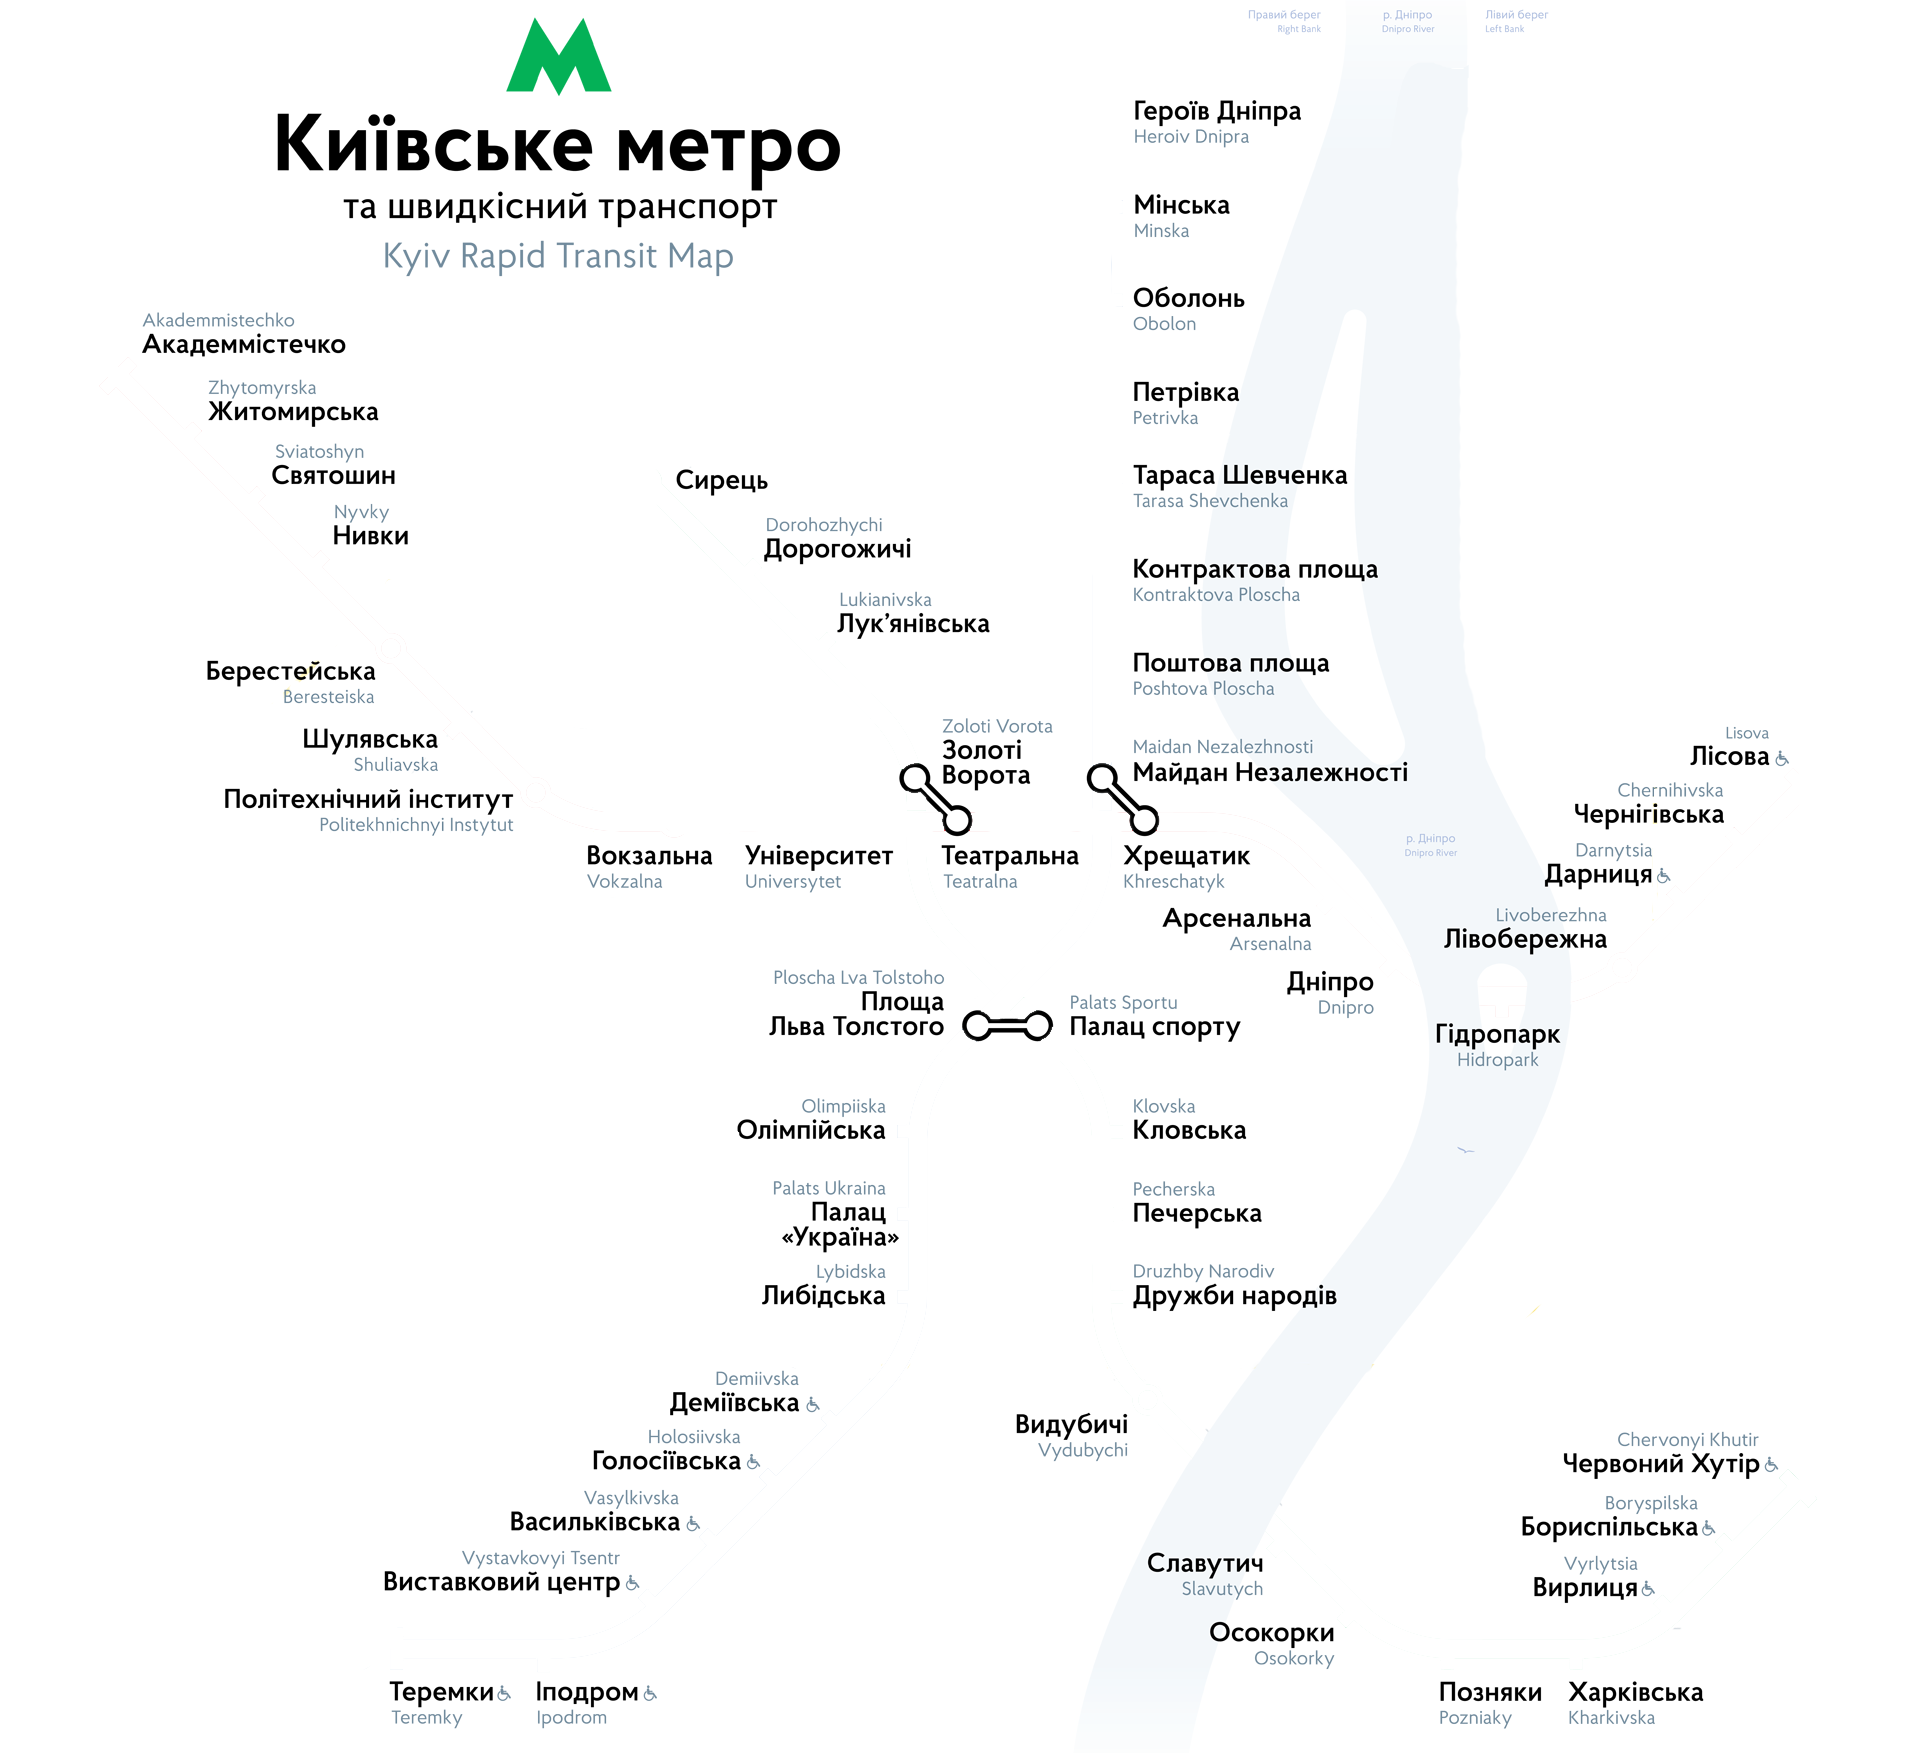 Правий берег
Right Bank
р. Дніпро
Dnipro River
Лівий берег
Left Bank
Київське метро
та швидкісний транспорт
Kyiv Rapid Transit Map
Героїв Дніпра
Heroiv Dnipra
Мінська
Minska
Оболонь
Obolon
Петрівка
Petrivka
Тараса Шевченка
Tarasa Shevchenka
Контрактова площа
Kontraktova Ploscha
Поштова площа
Poshtova Ploscha
Maidan Nezalezhnosti
Майдан Незалежності
Akademmistechko
Академмістечко
Zhytomyrska
Житомирська
Sviatoshyn
Святошин
Nyvky
Нивки
Берестейська
Beresteiska
Шулявська
Shuliavska
Політехнічний інститут
Politekhnichnyi Instytut
Сирець
Dorohozhychi
Дорогожичі
Lukianivska
Лук’янівська
Zoloti Vorota
Золоті
Ворота
Вокзальна
Vokzalna
Університет
Universytet
Театральна
Teatralna
Хрещатик
Khreschatyk
Арсенальна
Arsenalna
Дніпро
Dnipro
Гідропарк
Hidropark
р. Дніпро
Dnipro River
Lisova
Лісова
Chernihivska
Чернігівська
Darnytsia
Дарниця
Livoberezhna
Лівобережна
Ploscha Lva Tolstoho
Площа
Льва Толстого
Palats Sportu
Палац спорту
Olimpiiska
Олімпійська
Palats Ukraina
Палац
«Україна»
Lybidska
Либідська
Klovska
Кловська
Pecherska
Печерська
Druzhby Narodiv
Дружби народів
Demiivska
Деміївська
Holosiivska
Голосіївська
Vasylkivska
Васильківська
Vystavkovyi Tsentr
Виставковий центр
Теремки
Teremky
Іподром
Ipodrom
Видубичі
Vydubychi
Славутич
Slavutych
Осокорки
Osokorky
Chervonyi Khutir
Червоний Хутір
Boryspilska
Бориспільська
Vyrlytsia
Вирлиця
Позняки
Pozniaky
Харківська
Kharkivska